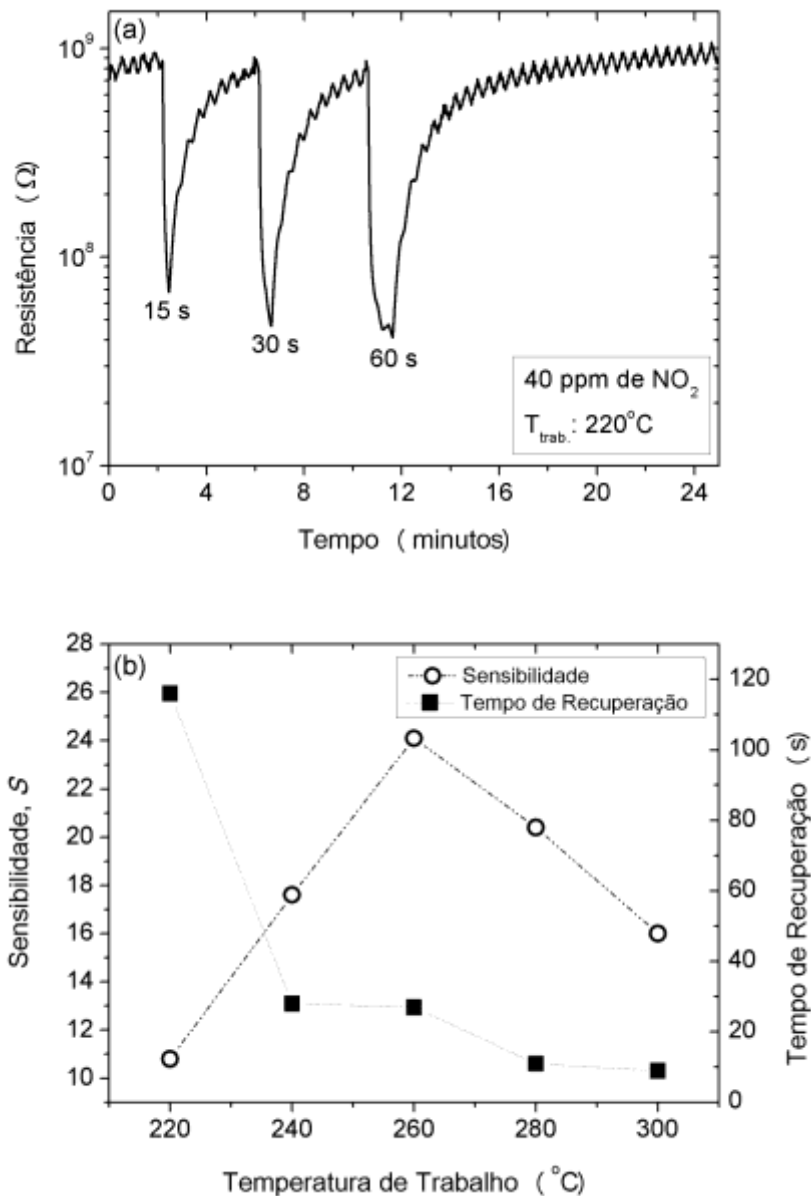 (a)
10⁹
10⁸
10⁷
Resistência ( Ω)
15 s
30 s
60 s
40 ppm de NO₂
Tₜᵣₐb.: 220°C
0 4 8 12 16 20 24
Tempo ( minutos)
(b)
Sensibilidade
Tempo de Recuperação
28
26
24
22
20
18
16
14
12
10
Sensibilidade, S
120
100
80
60
40
20
0
Tempo de Recuperação ( s)
220 240 260 280 300
Temperatura de Trabalho ( °C)